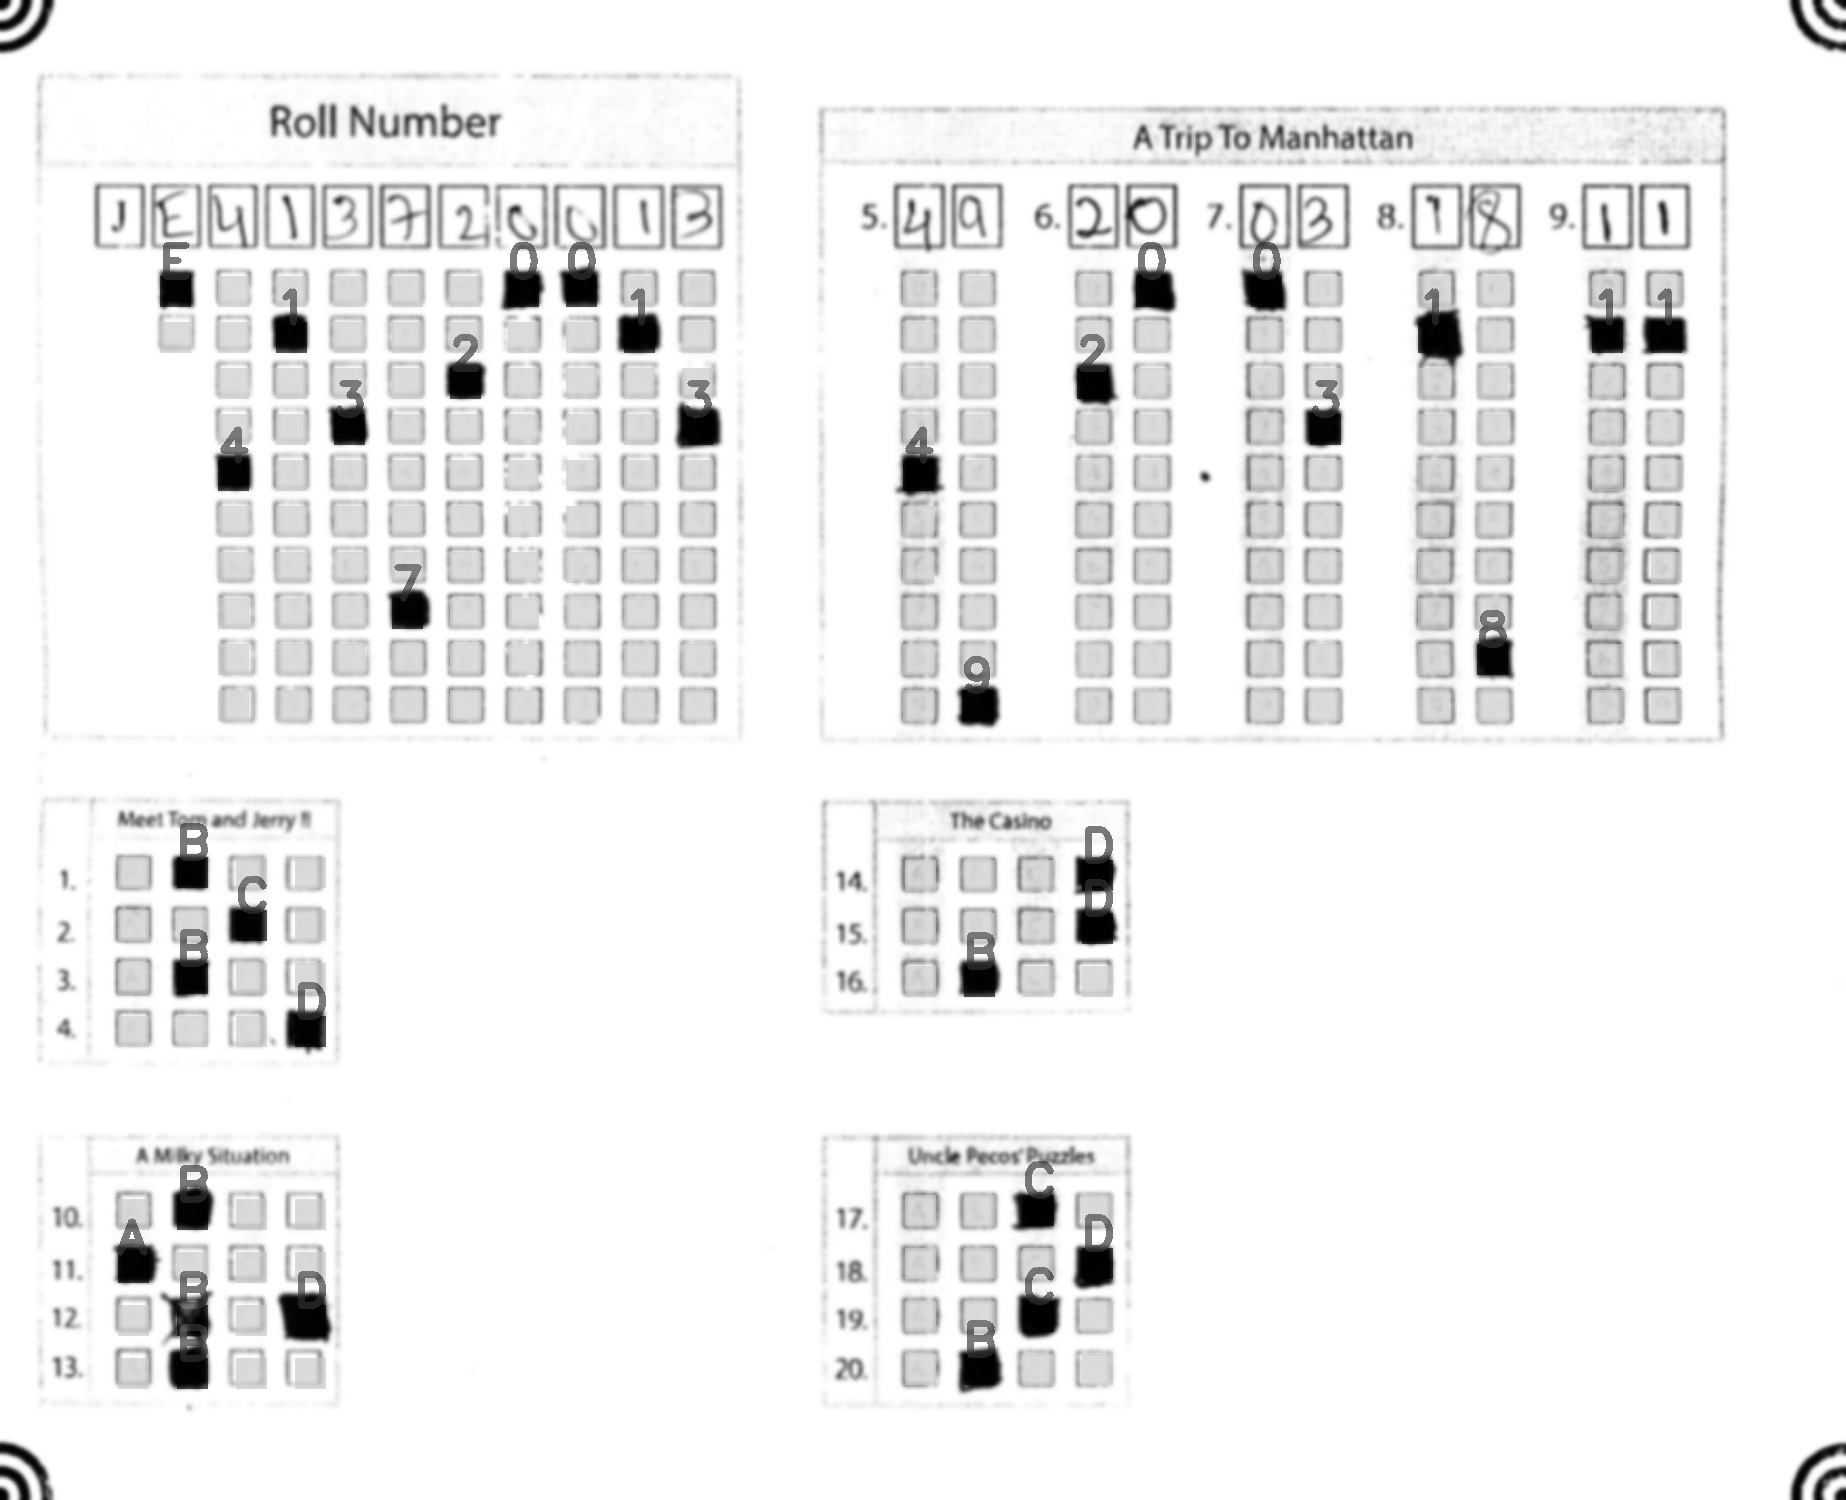 Roll Number
J E 4 1 3 7 2 0 0 1 3
E 0 0
1 1
2
3 3
4
7
A Trip To Manhattan
5. 4 9 6. 2 0 7. 0 3 8. 1 8 9. 1 1
0 0
1 1 1
2
3
4
8
9
Meet Tom and Jerry !!
1. B
2. C
3. B
4. D
The Casino
14. D
15. D
16. B
A Milky Situation
10. B
11. A
12. B D
13. B
Uncle Pecos' Puzzles
17. C
18. D
19. C
20. B